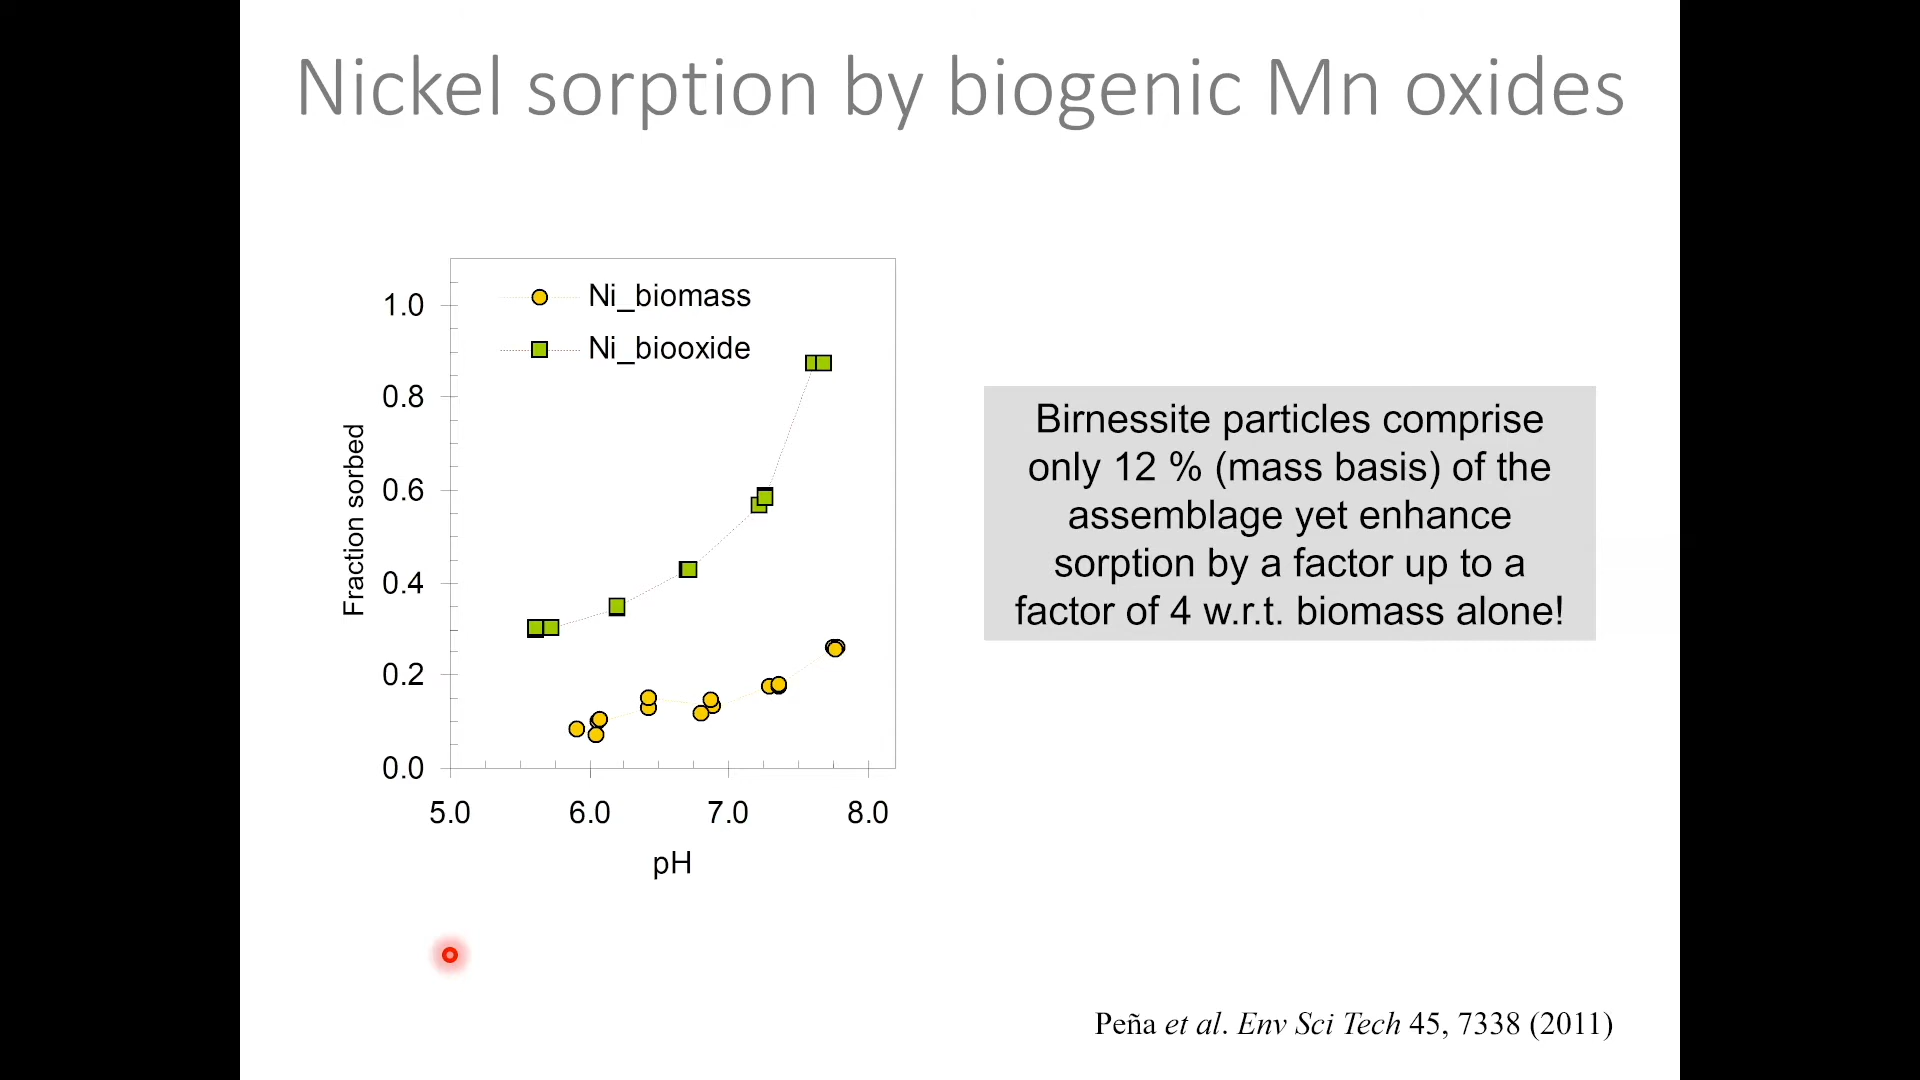 Nickel sorption by biogenic Mn oxides
Ni_biomass
Ni_biooxide
1.0
0.8
0.6
0.4
0.2
0.0
Fraction sorbed
5.0 6.0 7.0 8.0
pH
Birnessite particles comprise
only 12 % (mass basis) of the
assemblage yet enhance
sorption by a factor up to a
factor of 4 w.r.t. biomass alone!
Peña et al. Env Sci Tech 45, 7338 (2011)